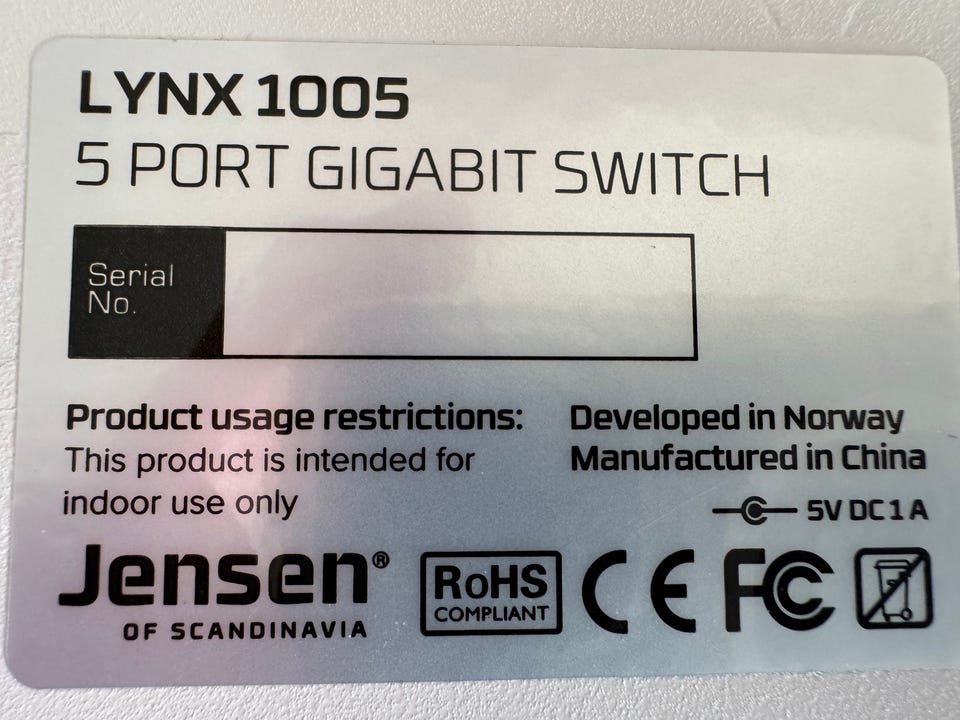 LYNX 1005
5 PORT GIGABIT SWITCH
Serial
No.
Product usage restrictions:
This product is intended for
indoor use only
Developed in Norway
Manufactured in China
5V DC 1 A
Jensen®
OF SCANDINAVIA
RoHS
COMPLIANT
CE
FC